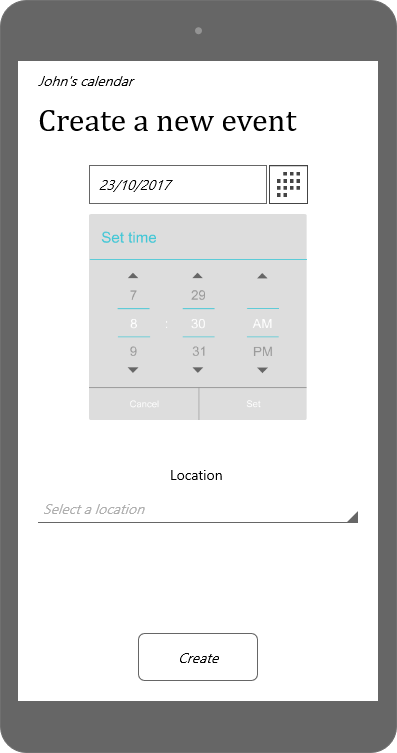 John's calendar
Create a new event
23/10/2017
Set time
7 29
8 : 30 AM
9 31 PM
Cancel Set
Location
Select a location
Create